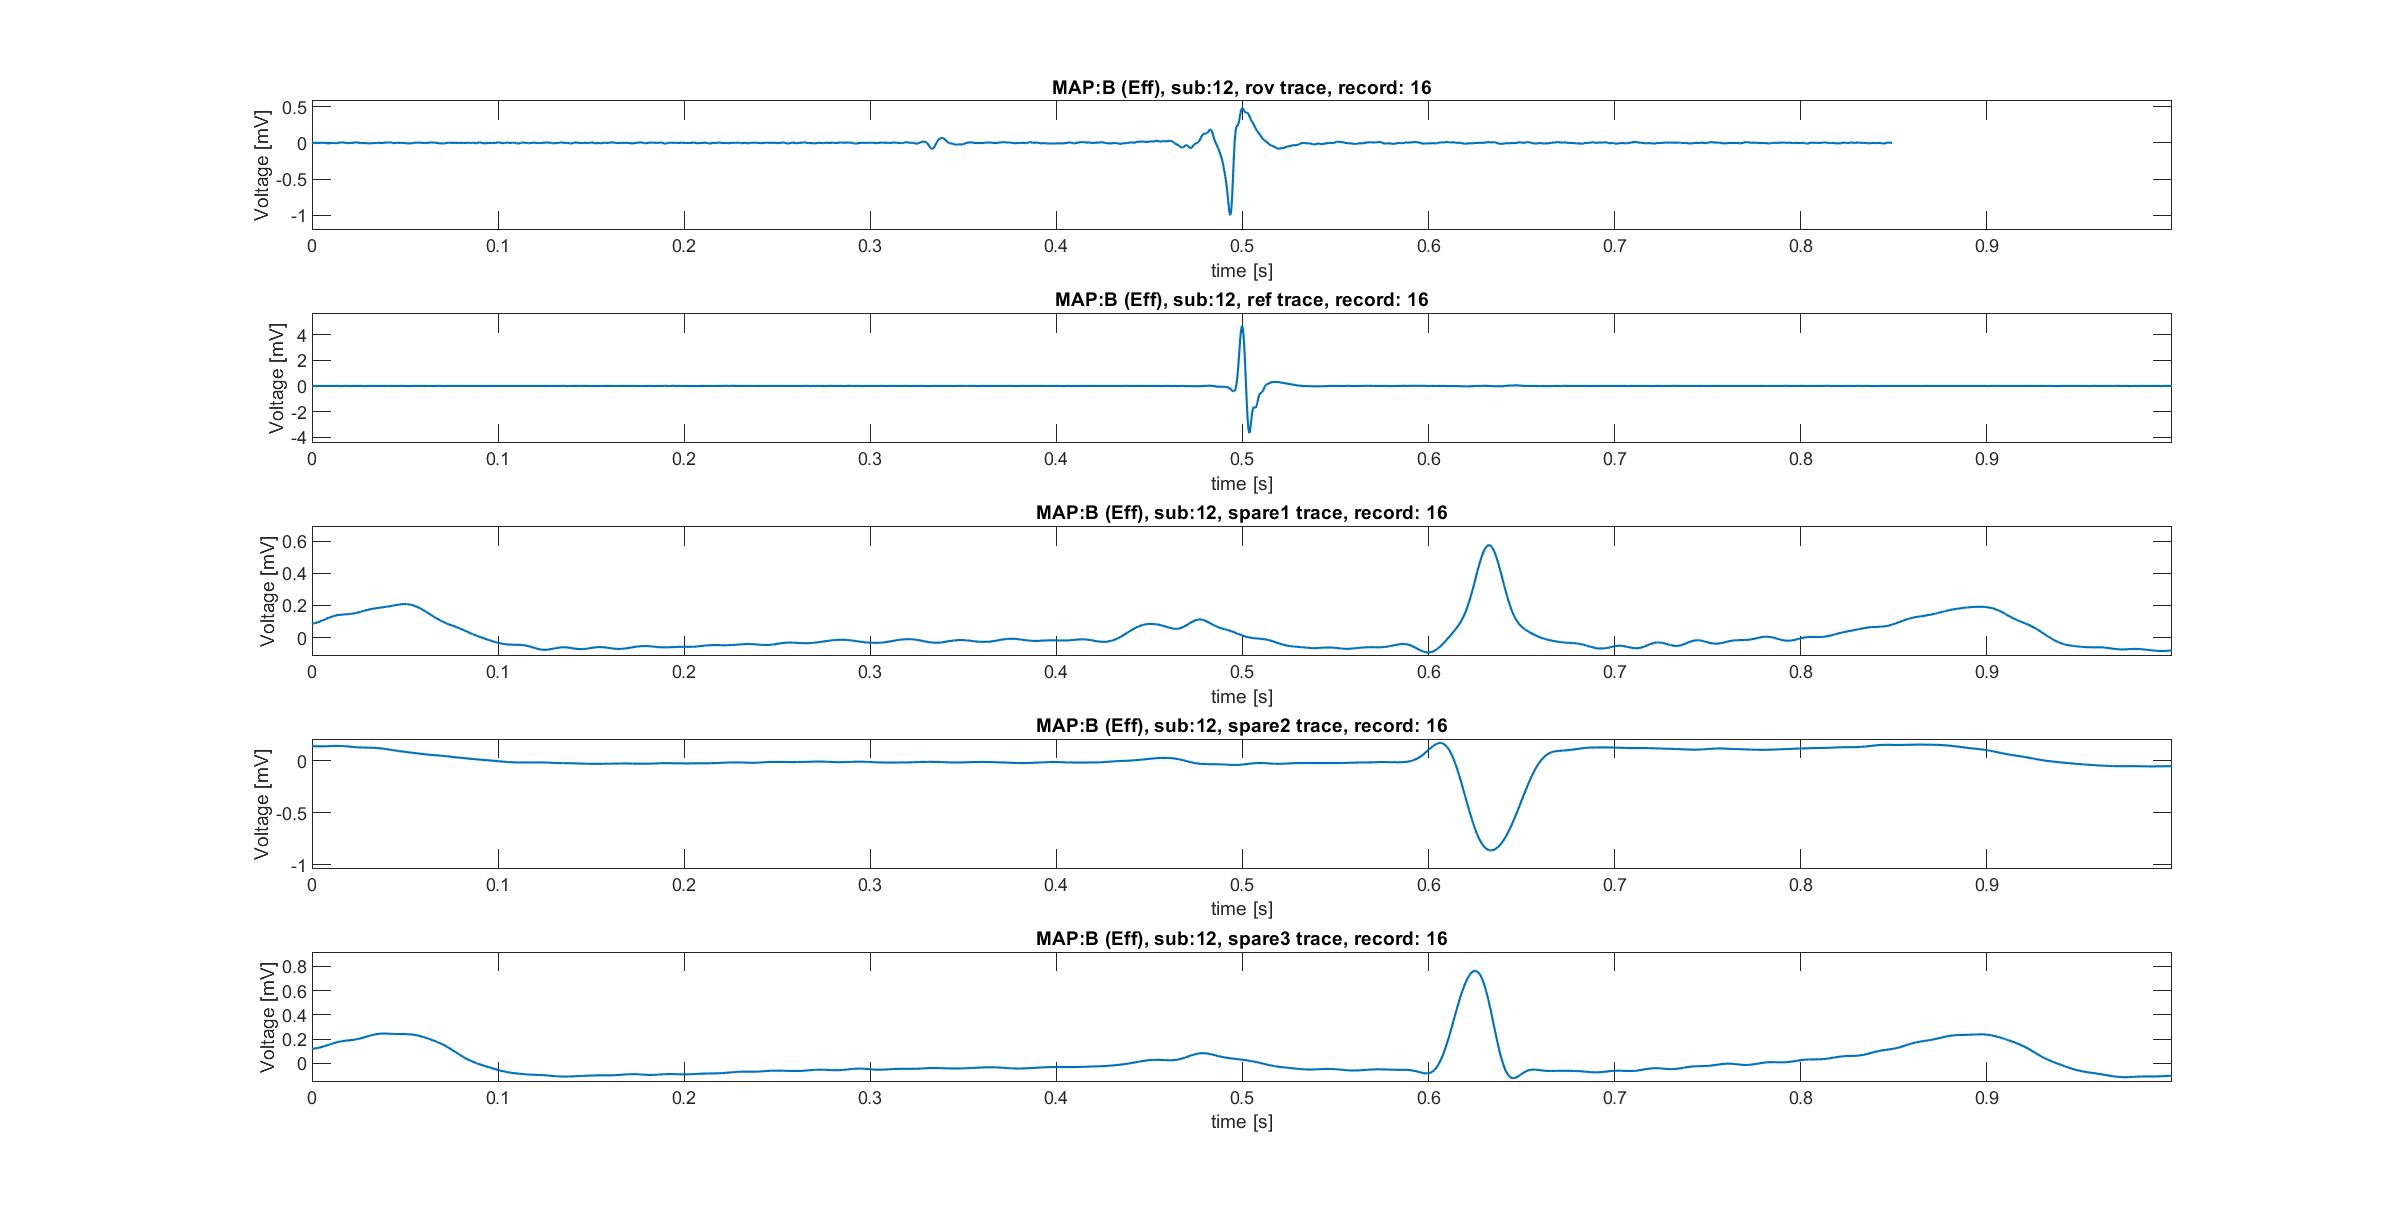 MAP:B (Eff), sub:12, rov trace, record: 16
Voltage [mV]
0.5
0
-0.5
-1
0 0.1 0.2 0.3 0.4 0.5 0.6 0.7 0.8 0.9
time [s]
MAP:B (Eff), sub:12, ref trace, record: 16
Voltage [mV]
4
2
0
-2
-4
0 0.1 0.2 0.3 0.4 0.5 0.6 0.7 0.8 0.9
time [s]
MAP:B (Eff), sub:12, spare1 trace, record: 16
Voltage [mV]
0.6
0.4
0.2
0
0 0.1 0.2 0.3 0.4 0.5 0.6 0.7 0.8 0.9
time [s]
MAP:B (Eff), sub:12, spare2 trace, record: 16
Voltage [mV]
0
-0.5
-1
0 0.1 0.2 0.3 0.4 0.5 0.6 0.7 0.8 0.9
time [s]
MAP:B (Eff), sub:12, spare3 trace, record: 16
Voltage [mV]
0.8
0.6
0.4
0.2
0
0 0.1 0.2 0.3 0.4 0.5 0.6 0.7 0.8 0.9
time [s]